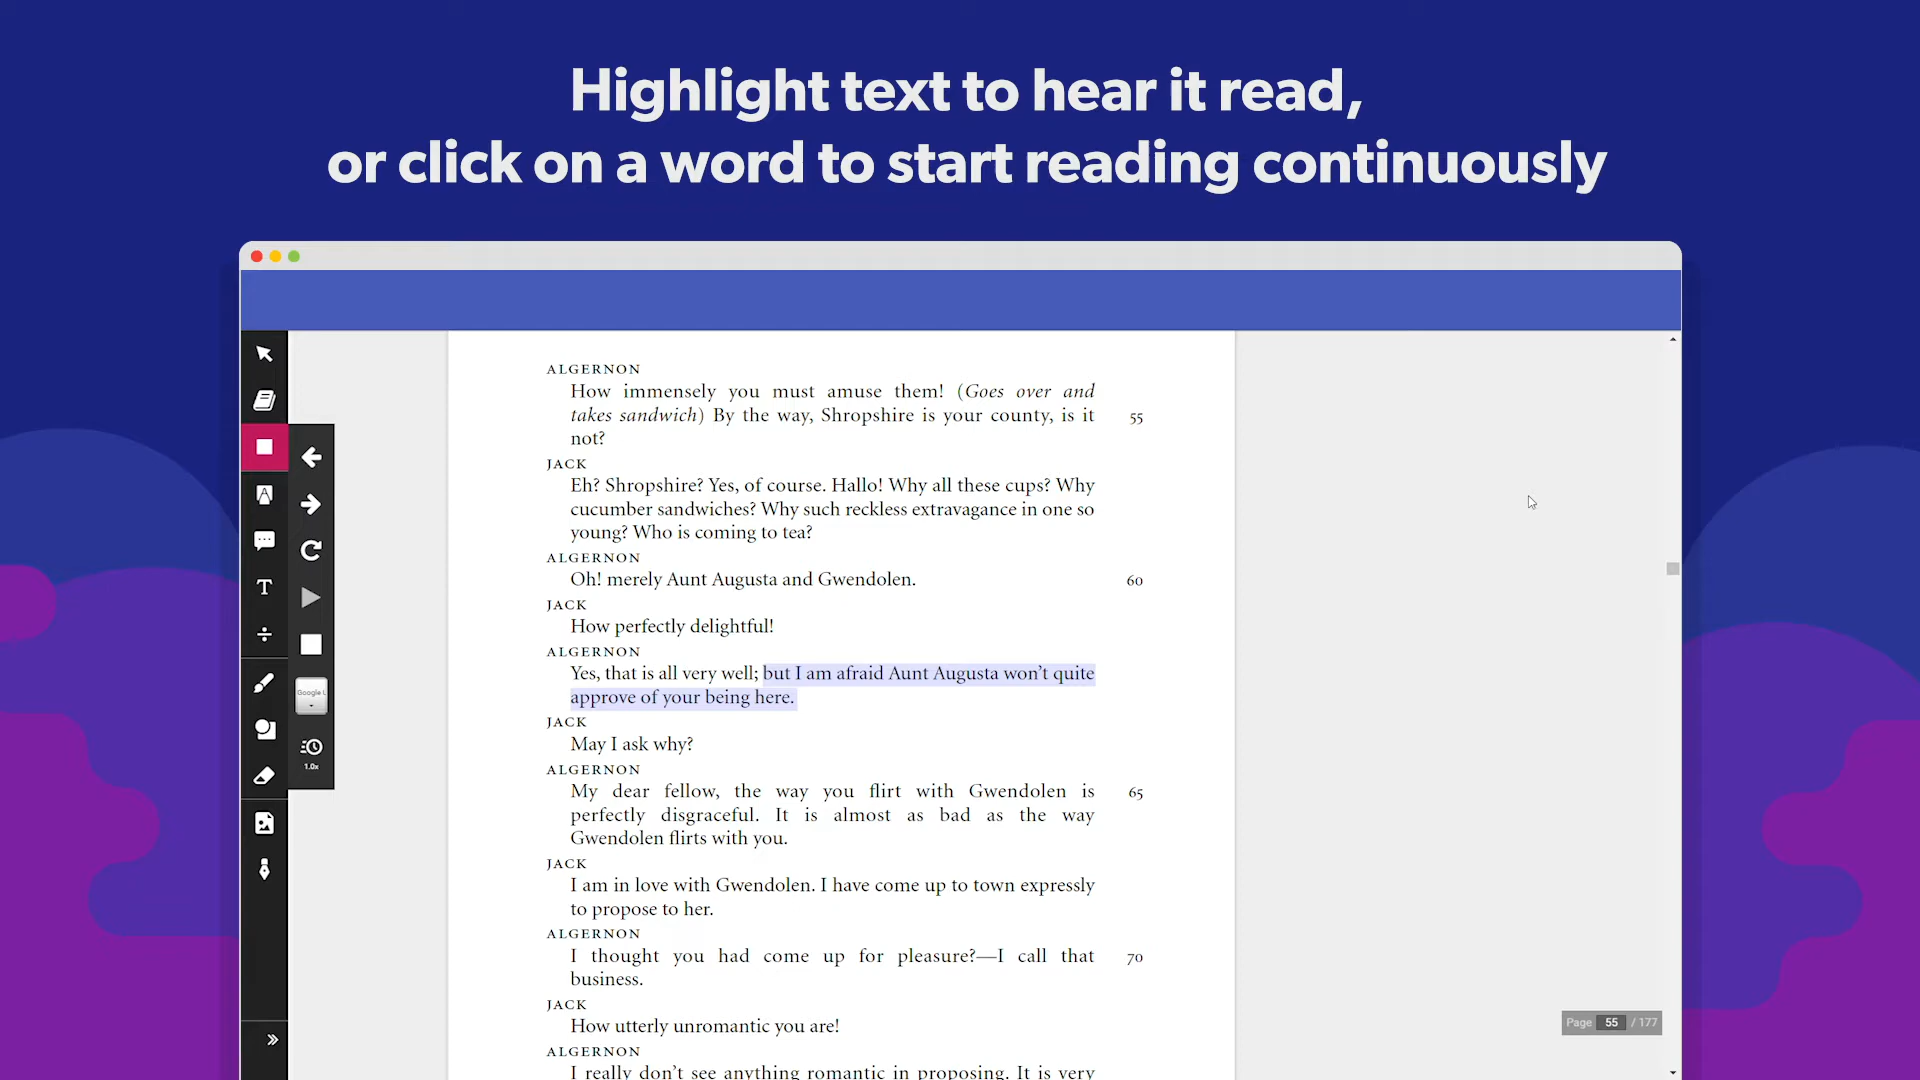 Highlight text to hear it read,
or click on a word to start reading continuously
ALGERNON
How immensely you must amuse them! (Goes over and
takes sandwich) By the way, Shropshire is your county, is it 55
not?
JACK
Eh? Shropshire? Yes, of course. Hallo! Why all these cups? Why
cucumber sandwiches? Why such reckless extravagance in one so
young? Who is coming to tea?
ALGERNON
Oh! merely Aunt Augusta and Gwendolen. 60
JACK
How perfectly delightful!
ALGERNON
Yes, that is all very well; but I am afraid Aunt Augusta won't quite
approve of your being here.
JACK
May I ask why?
ALGERNON
My dear fellow, the way you flirt with Gwendolen is 65
perfectly disgraceful. It is almost as bad as the way
Gwendolen flirts with you.
JACK
I am in love with Gwendolen. I have come up to town expressly
to propose to her.
ALGERNON
I thought you had come up for pleasure?—I call that 70
business.
JACK
How utterly unromantic you are!
ALGERNON
I really don't see anything romantic in proposing. It is very
A
T
Google
1.0x
Page 55 / 177